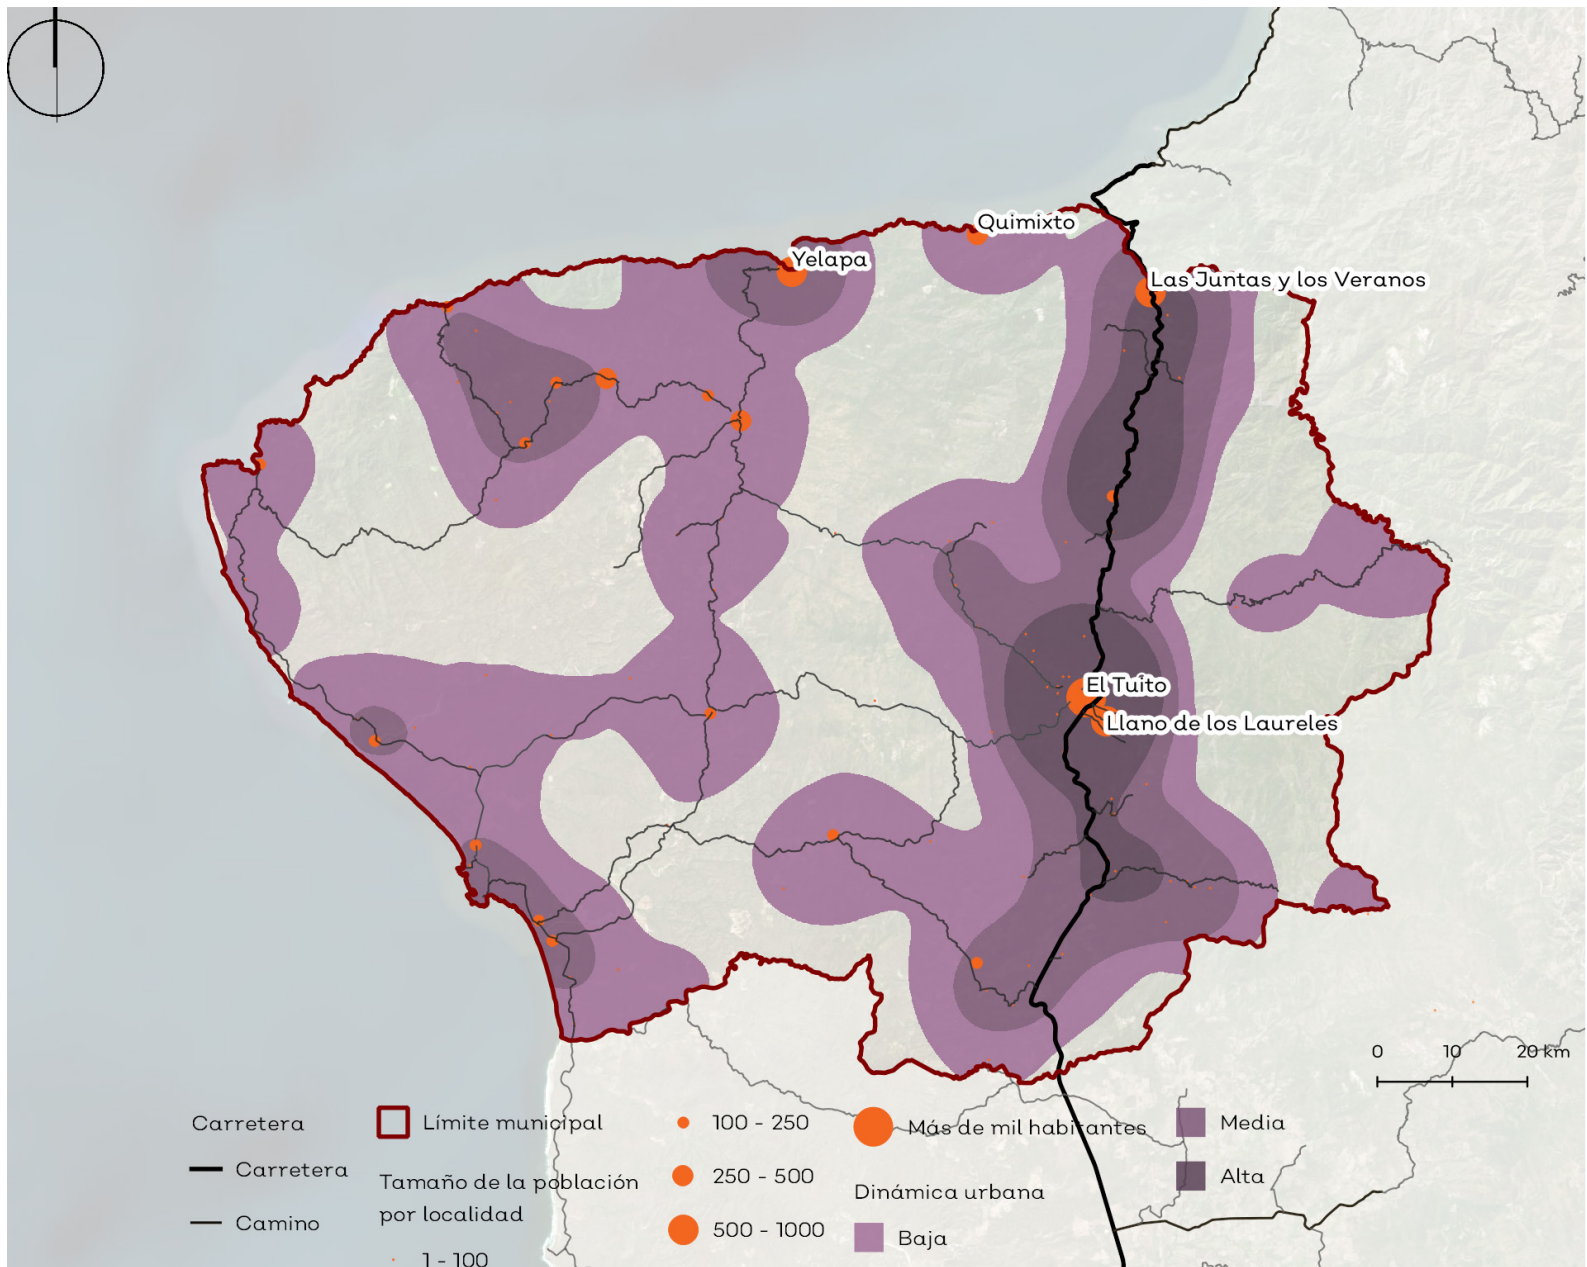 Quimixto
Yelapa
Las Juntas y los Veranos
El Tuito
Llano de los Laureles
0 10 20 km
Carretera
Carretera
Camino
Límite municipal
Tamaño de la población
por localidad
1 - 100
100 - 250
250 - 500
500 - 1000
Más de mil habitantes
Dinámica urbana
Baja
Media
Alta